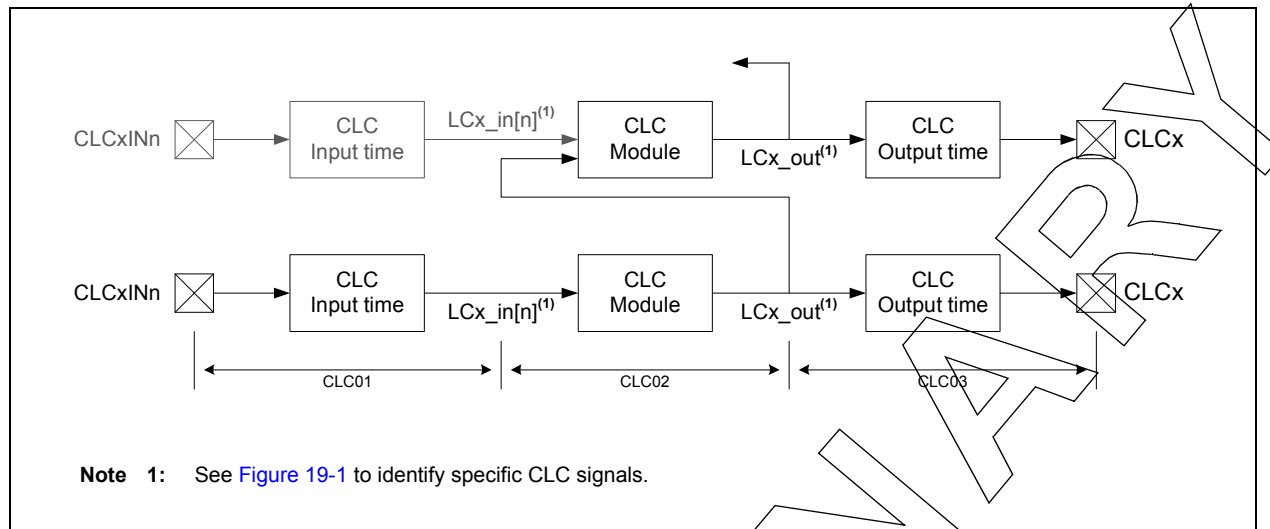 CLCxINn
CLC
Input time
LCx_in[n](1)
CLC
Module
LCx_out(1)
CLC
Output time
CLCx
CLCxINn
CLC
Input time
LCx_in[n](1)
CLC
Module
LCx_out(1)
CLC
Output time
CLCx
CLC01
CLC02
CLC03
Note 1: See Figure 19-1 to identify specific CLC signals.
NARY